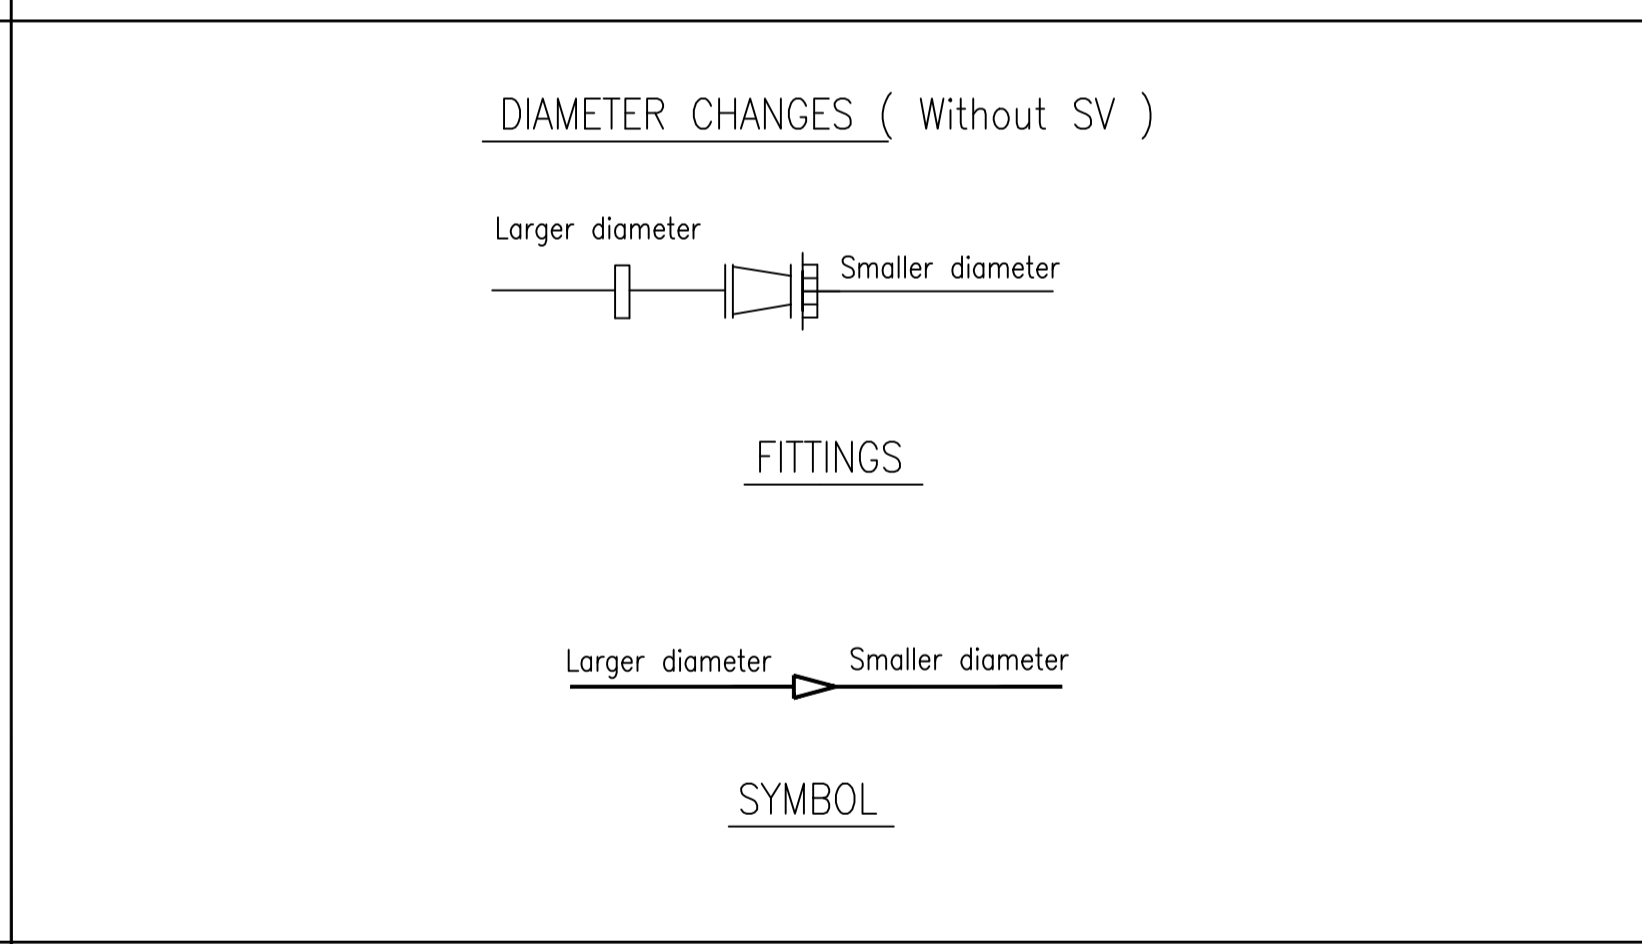 DIAMETER CHANGES ( Without SV )
Larger diameter
Smaller diameter
FITTINGS
Larger diameter
Smaller diameter
SYMBOL